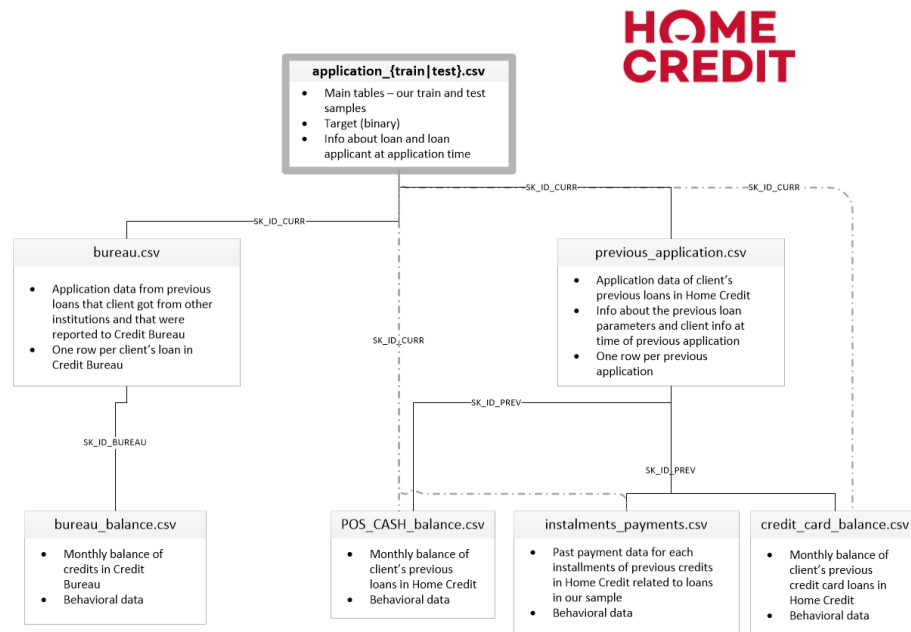 HOME
CREDIT
application_{train|test}.csv
• Main tables – our train and test
samples
• Target (binary)
• Info about loan and loan
applicant at application time
SK_ID_CURR
SK_ID_CURR
SK_ID_CURR
bureau.csv
• Application data from previous
loans that client got from other
institutions and that were
reported to Credit Bureau
• One row per client's loan in
Credit Bureau
previous_application.csv
• Application data of client's
previous loans in Home Credit
• Info about the previous loan
parameters and client info at
time of previous application
• One row per previous
application
SK_ID_CURR
SK_ID_PREV
SK_ID_BUREAU
SK_ID_PREV
bureau_balance.csv
• Monthly balance of
credits in Credit
Bureau
• Behavioral data
POS_CASH_balance.csv
• Monthly balance of
client's previous
loans in Home Credit
• Behavioral data
instalments_payments.csv
• Past payment data for each
installments of previous credits
in Home Credit related to loans
in our sample
• Behavioral data
credit_card_balance.csv
• Monthly balance of
client's previous
credit card loans in
Home Credit
• Behavioral data